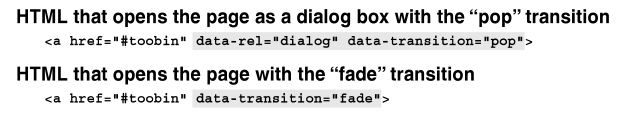 HTML that opens the page as a dialog box with the “pop” transition
<a href="#toobin" data-rel="dialog" data-transition="pop">
HTML that opens the page with the “fade” transition
<a href="#toobin" data-transition="fade">